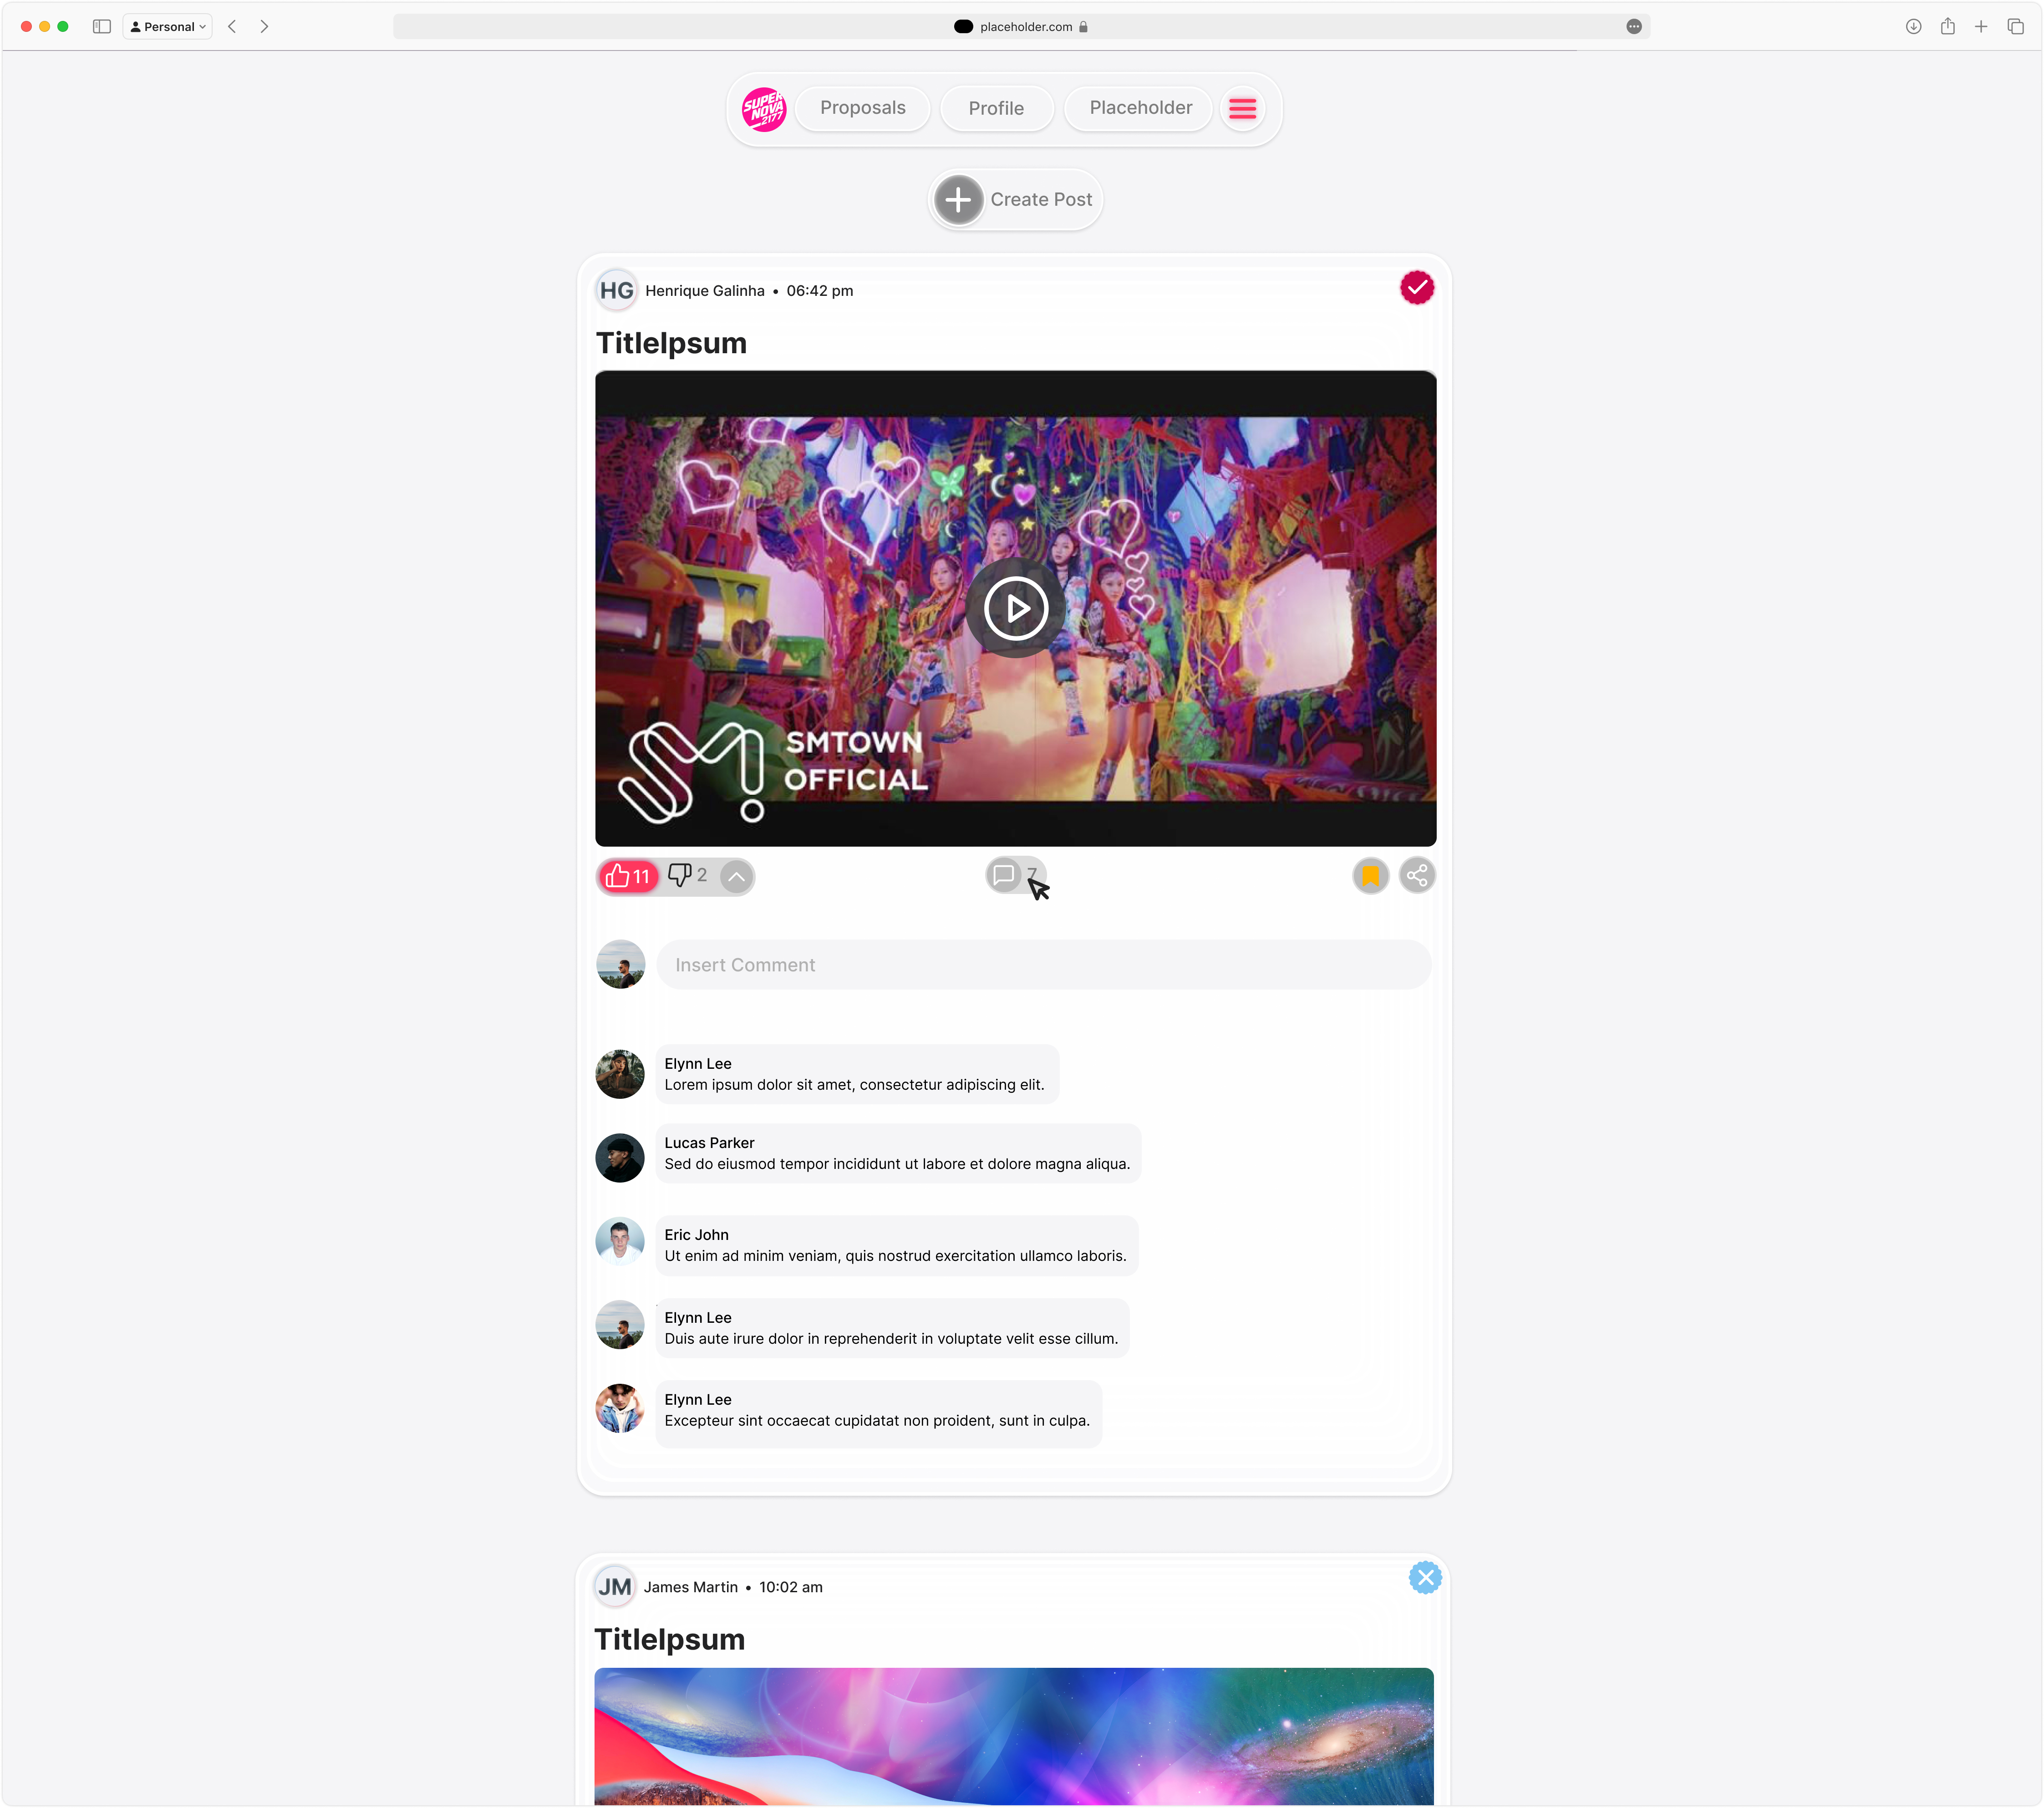 Personal
placeholder.com
SUPER
NOVA
2177
Proposals
Profile
Placeholder
Create Post
HG
Henrique Galinha • 06:42 pm
TitleIpsum
SMTOWN
OFFICIAL
11
2
7
Insert Comment
Elynn Lee
Lorem ipsum dolor sit amet, consectetur adipiscing elit.
Lucas Parker
Sed do eiusmod tempor incididunt ut labore et dolore magna aliqua.
Eric John
Ut enim ad minim veniam, quis nostrud exercitation ullamco laboris.
Elynn Lee
Duis aute irure dolor in reprehenderit in voluptate velit esse cillum.
Elynn Lee
Excepteur sint occaecat cupidatat non proident, sunt in culpa.
JM
James Martin • 10:02 am
TitleIpsum